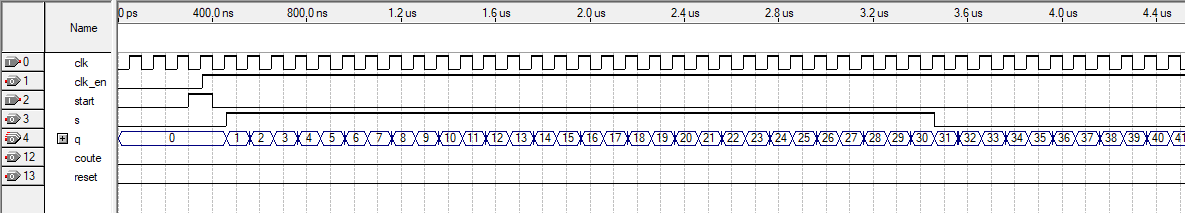 0 ps 400.0 ns 800.0 ns 1.2 us 1.6 us 2.0 us 2.4 us 2.8 us 3.2 us 3.6 us 4.0 us 4.4 us
Name
0 clk
1 clk_en
2 start
3 s
4 q 0 1 2 3 4 5 6 7 8 9 10 11 12 13 14 15 16 17 18 19 20 21 22 23 24 25 26 27 28 29 30 31 32 33 34 35 36 37 38 39 40 41
12 coute
13 reset